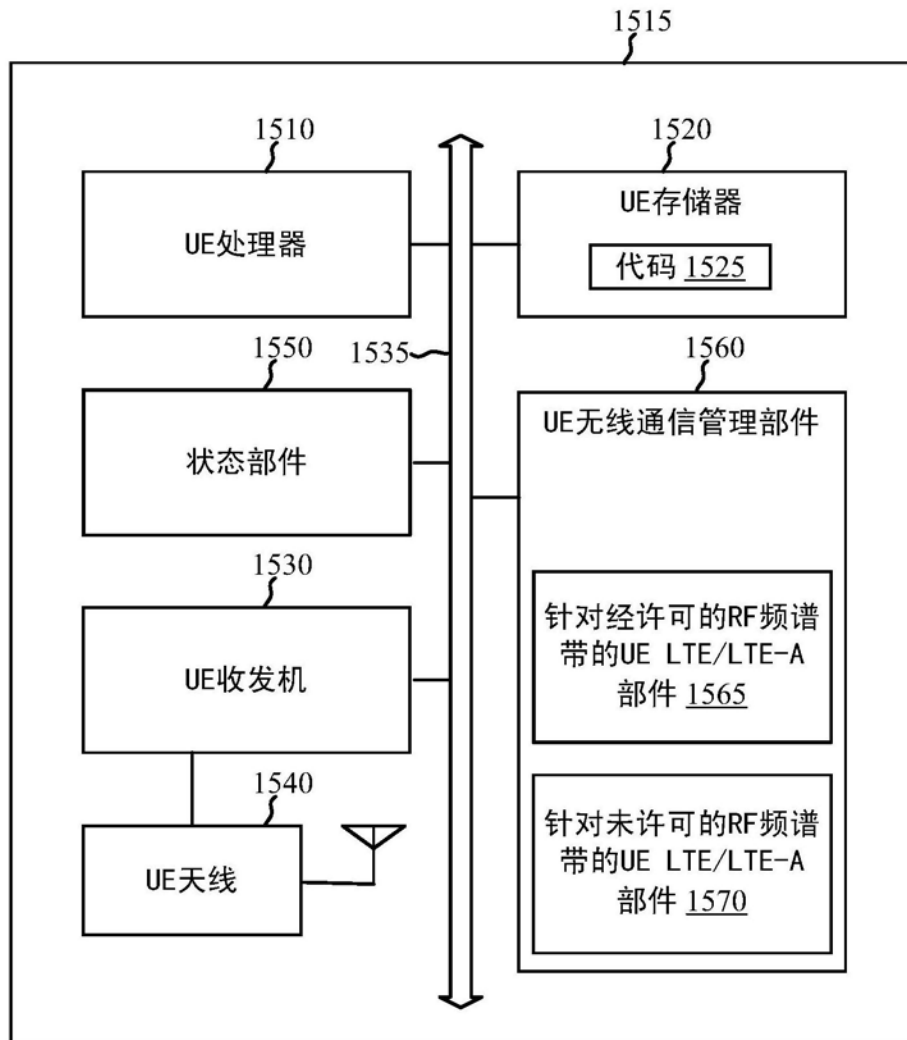 1515
1510
UE处理器
1520
UE存储器
代码 1525
1550
状态部件
1535
1560
UE无线通信管理部件
1530
UE收发机
针对经许可的RF频谱
带的UE LTE/LTE-A
部件 1565
1540
UE天线
针对未许可的RF频谱
带的UE LTE/LTE-A
部件 1570